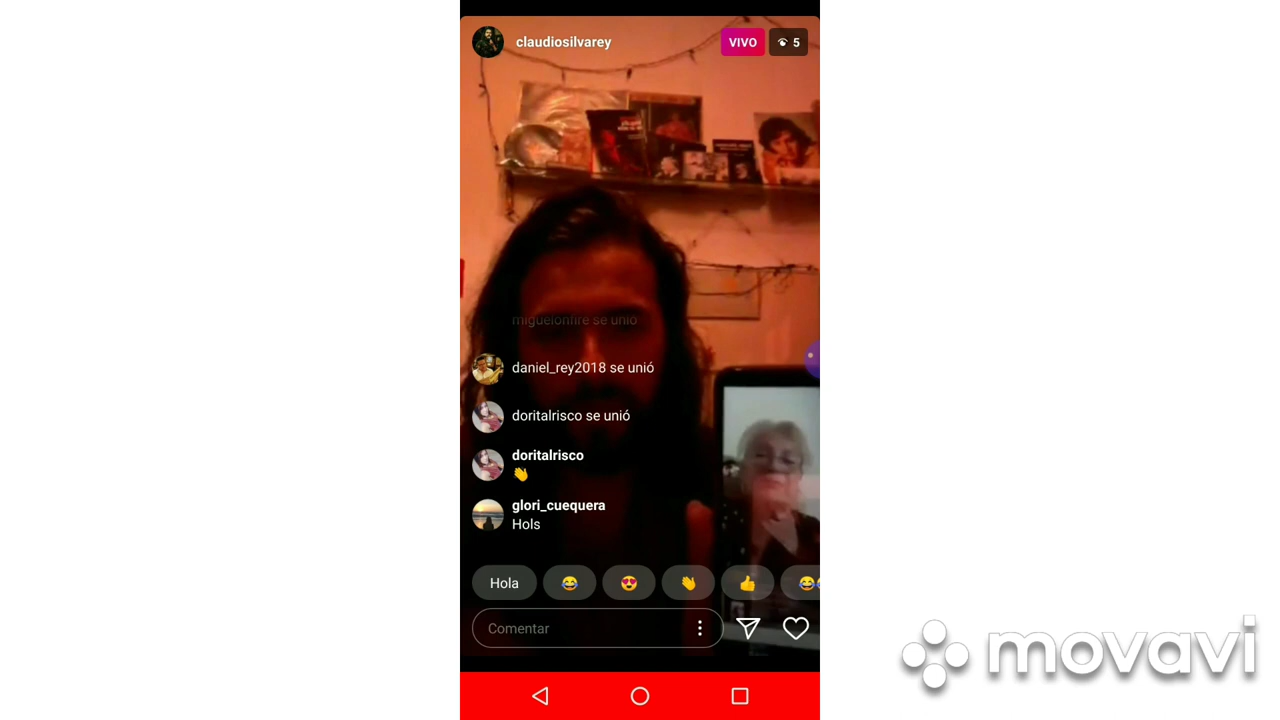 claudiosilvarey
VIVO
5
miguelonfire se unió
daniel_rey2018 se unió
doritalrisco se unió
doritalrisco
👏
glori_cuequera
Hols
Hola
😂
😍
👏
👍
Comentar
movavi